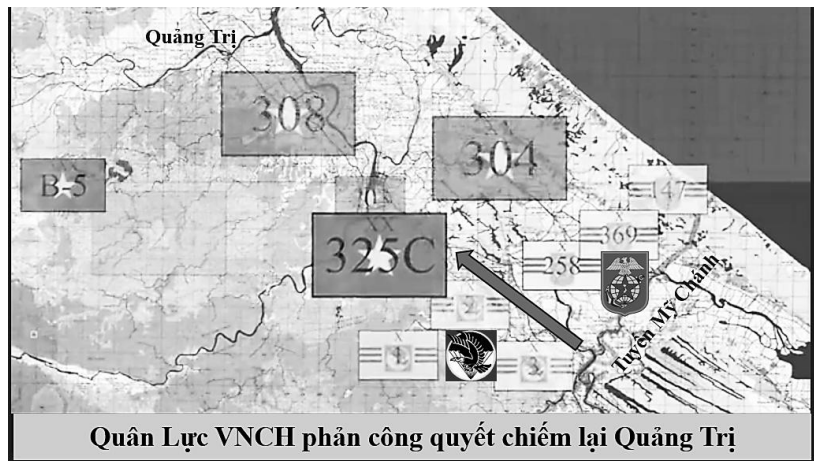 Quảng Trị
308
304
B-5
147
369
325C
258
2
1
3
Tuyến Mỹ Chánh
Quân Lực VNCH phản công quyết chiếm lại Quảng Trị